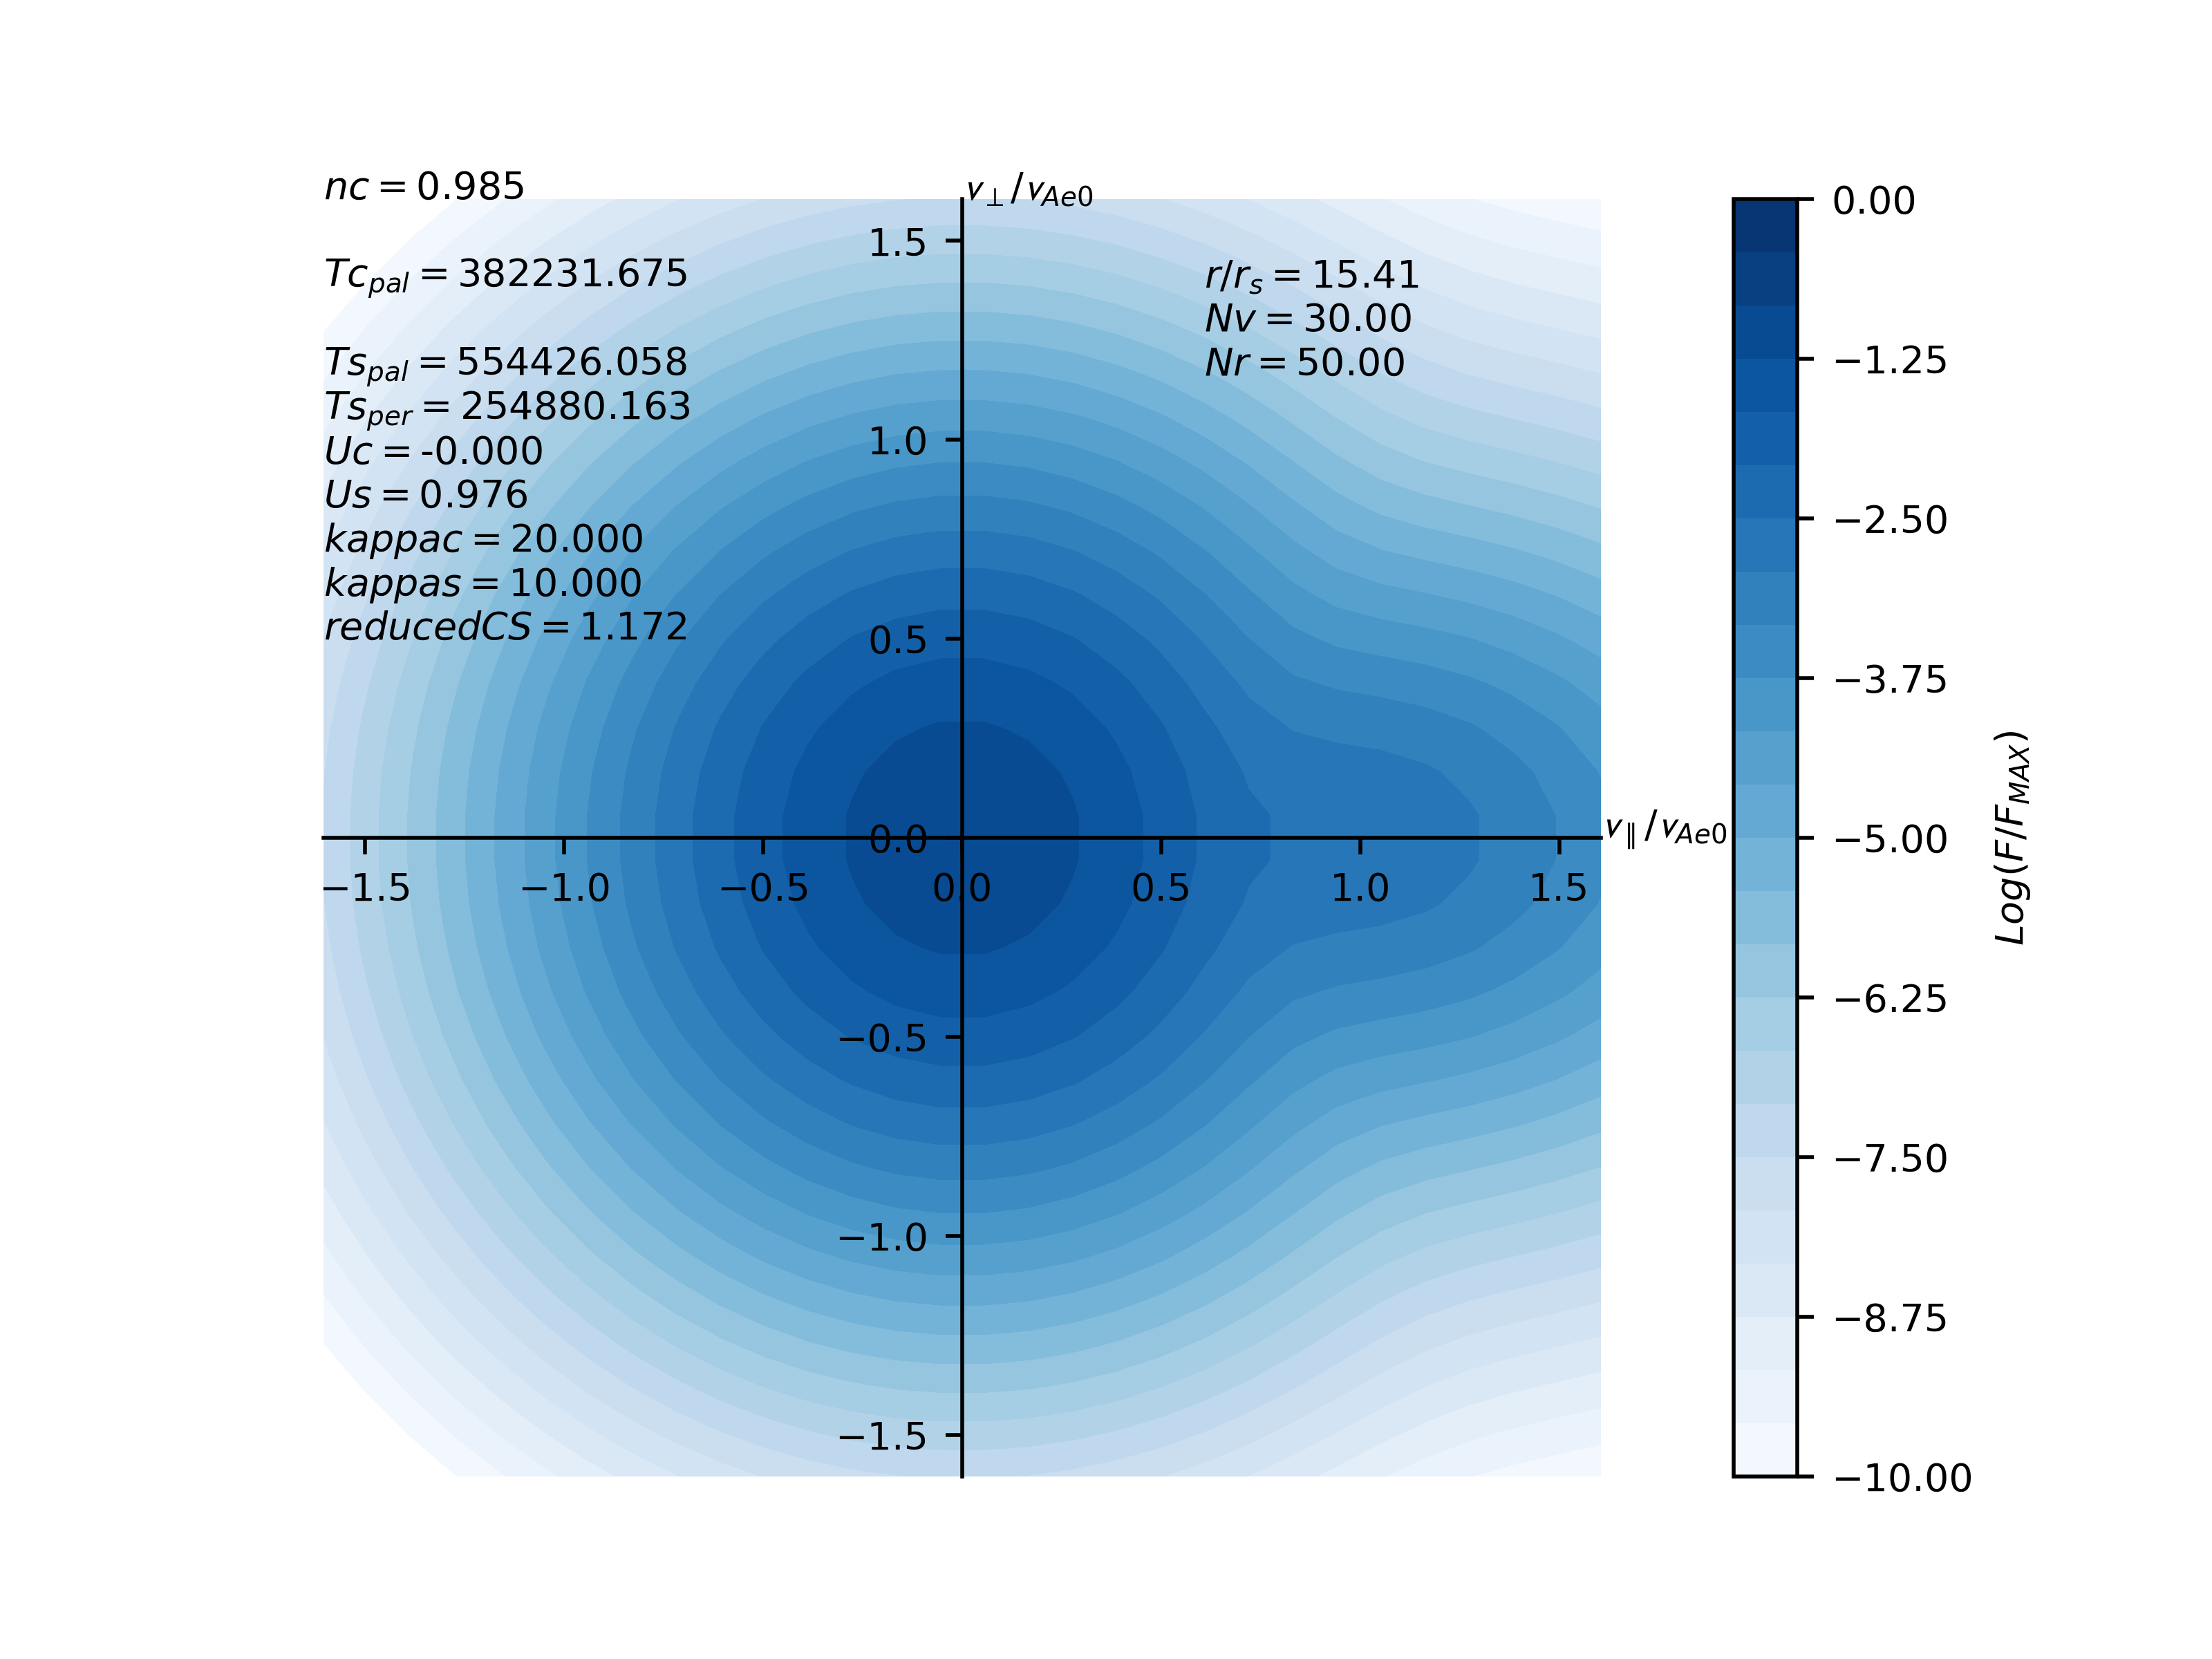 nc = 0.985
Tc_pal = 382231.675
Ts_pal = 554426.058
Ts_per = 254880.163
Uc = -0.000
Us = 0.976
kappac = 20.000
kappas = 10.000
reducedCS = 1.172
v⊥/vAe0
r/r_s = 15.41
Nv = 30.00
Nr = 50.00
1.5
1.0
0.5
0.0
−0.5
−1.0
−1.5
−1.5 −1.0 −0.5 0.0 0.5 1.0 1.5
v∥/vAe0
0.00
−1.25
−2.50
−3.75
−5.00
−6.25
−7.50
−8.75
−10.00
Log(F/F_MAX)